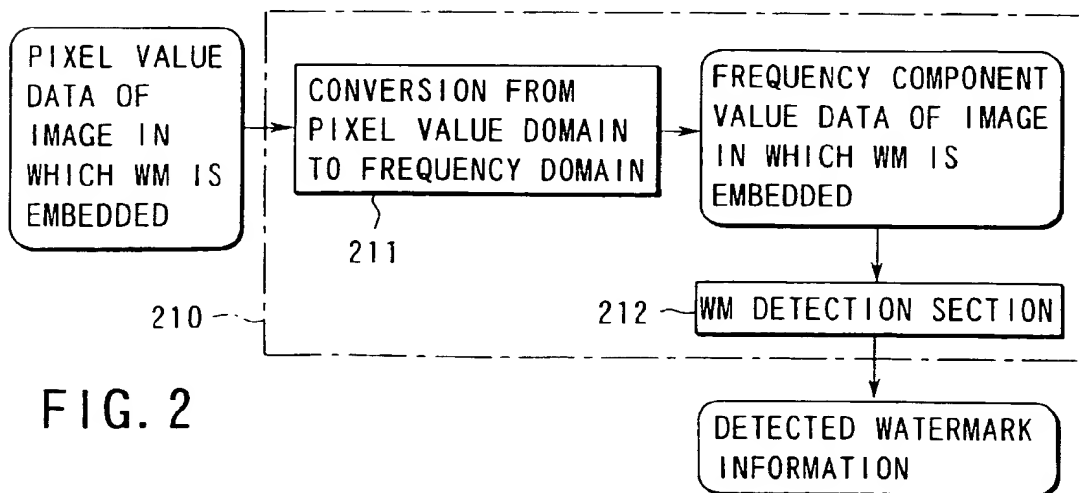 PIXEL VALUE
DATA OF
IMAGE IN
WHICH WM IS
EMBEDDED
CONVERSION FROM
PIXEL VALUE DOMAIN
TO FREQUENCY DOMAIN
211
FREQUENCY COMPONENT
VALUE DATA OF IMAGE
IN WHICH WM IS
EMBEDDED
210
212
WM DETECTION SECTION
DETECTED WATERMARK
INFORMATION
FIG. 2